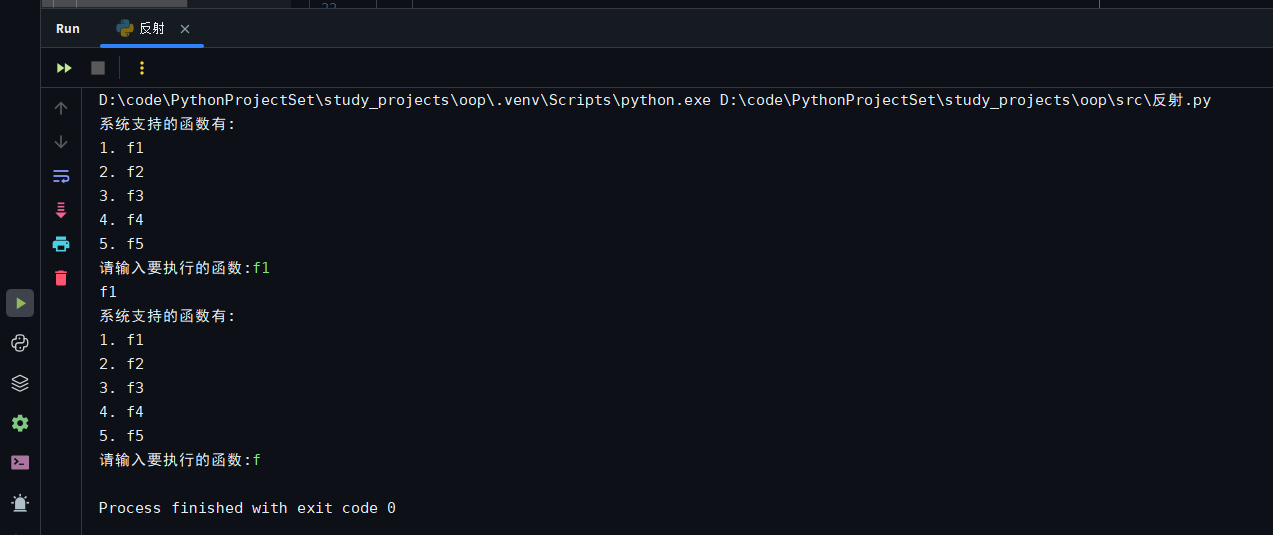 Run 反射
D:\code\PythonProjectSet\study_projects\oop\.venv\Scripts\python.exe D:\code\PythonProjectSet\study_projects\oop\src\反射.py
系统支持的函数有:
1. f1
2. f2
3. f3
4. f4
5. f5
请输入要执行的函数:f1
f1
系统支持的函数有:
1. f1
2. f2
3. f3
4. f4
5. f5
请输入要执行的函数:f
Process finished with exit code 0